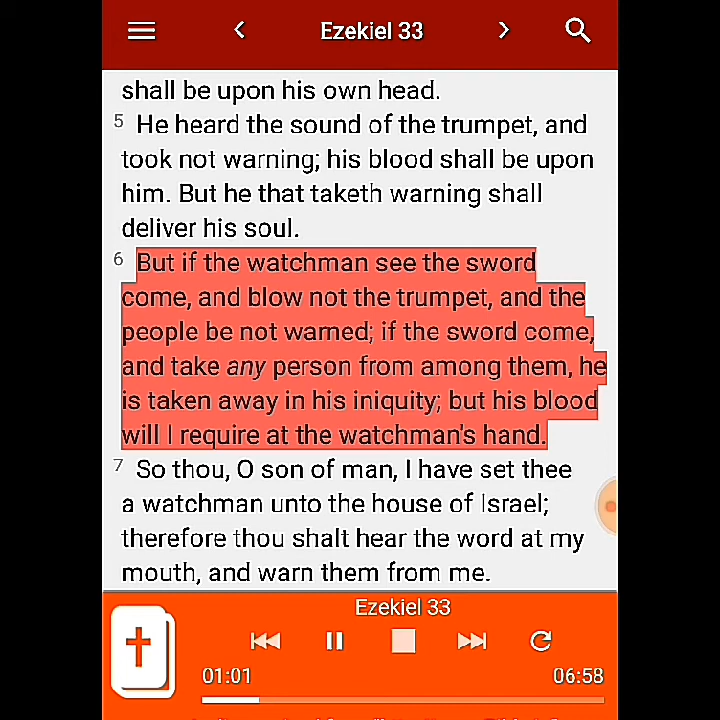 Ezekiel 33
shall be upon his own head.
5 He heard the sound of the trumpet, and
took not warning; his blood shall be upon
him. But he that taketh warning shall
deliver his soul.
6 But if the watchman see the sword
come, and blow not the trumpet, and the
people be not warned; if the sword come,
and take any person from among them, he
is taken away in his iniquity; but his blood
will I require at the watchman's hand.
7 So thou, O son of man, I have set thee
a watchman unto the house of Israel;
therefore thou shalt hear the word at my
mouth, and warn them from me.
Ezekiel 33
01:01 06:58